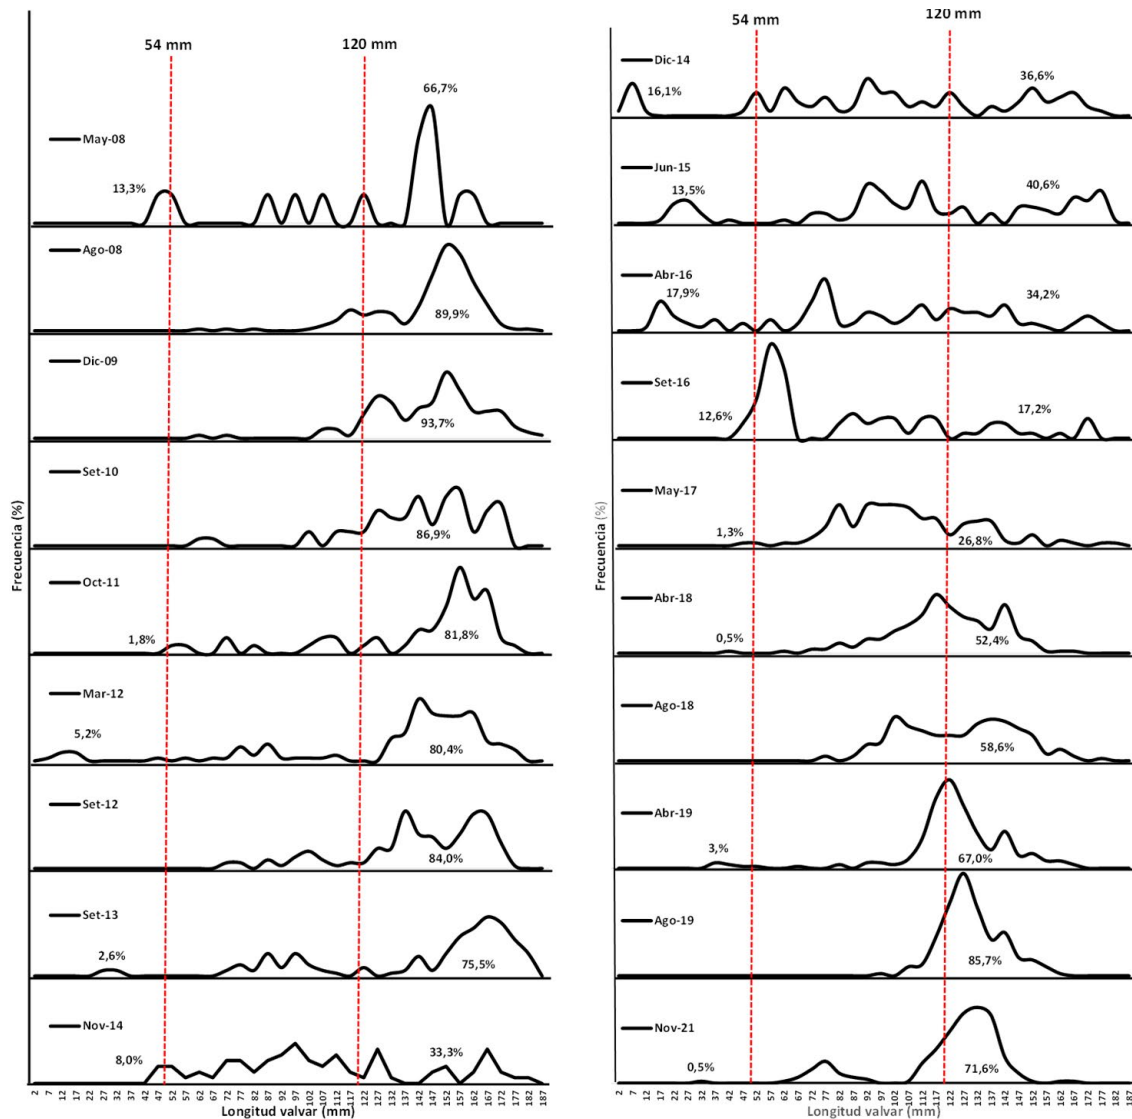 54 mm 120 mm
66,7%
May-08
13,3%
Ago-08
89,9%
Dic-09
93,7%
Set-10
86,9%
Oct-11
1,8%
81,8%
Mar-12
5,2%
80,4%
Set-12
84,0%
Set-13
2,6%
75,5%
Nov-14
8,0% 33,3%
Frecuencia (%)
2 7 12 17 22 27 32 37 42 47 52 57 62 67 72 77 82 87 92 97 102 107 112 117 122 127 132 137 142 147 152 157 162 167 172 177 182 187
Longitud valvar (mm)
54 mm 120 mm
Dic-14
16,1% 36,6%
Jun-15
13,5% 40,6%
Abr-16
17,9% 34,2%
Set-16
12,6% 17,2%
May-17
1,3%
26,8%
Abr-18
0,5% 52,4%
Ago-18
58,6%
Abr-19
3,% 67,0%
Ago-19
85,7%
Nov-21
0,5% 71,6%
Frecuencia (%)
2 7 12 17 22 27 32 37 42 47 52 57 62 67 72 77 82 87 92 97 102 107 112 117 122 127 132 137 142 147 152 157 162 167 172 177 182 187
Longitud valvar (mm)